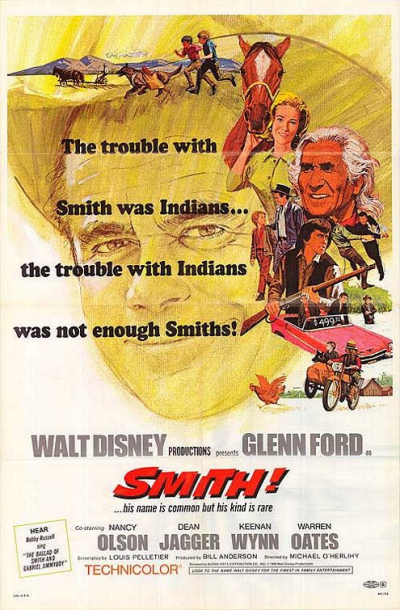 The trouble with
Smith was Indians...
the trouble with Indians
was not enough Smiths!
$499
WALT DISNEY PRODUCTIONS presents GLENN FORD as
SMITH!
...his name is common but his kind is rare
HEAR
Bobby Russell
sing
"THE BALLAD OF
SMITH AND
GABRIEL JIMMYBOY"
Co-starring NANCY OLSON DEAN JAGGER KEENAN WYNN WARREN OATES
Screenplay by LOUIS PELLETIER Produced by BILL ANDERSON Directed by MICHAEL O'HERLIHY
TECHNICOLOR®
LOOK TO THE NAME WALT DISNEY FOR THE FINEST IN FAMILY ENTERTAINMENT